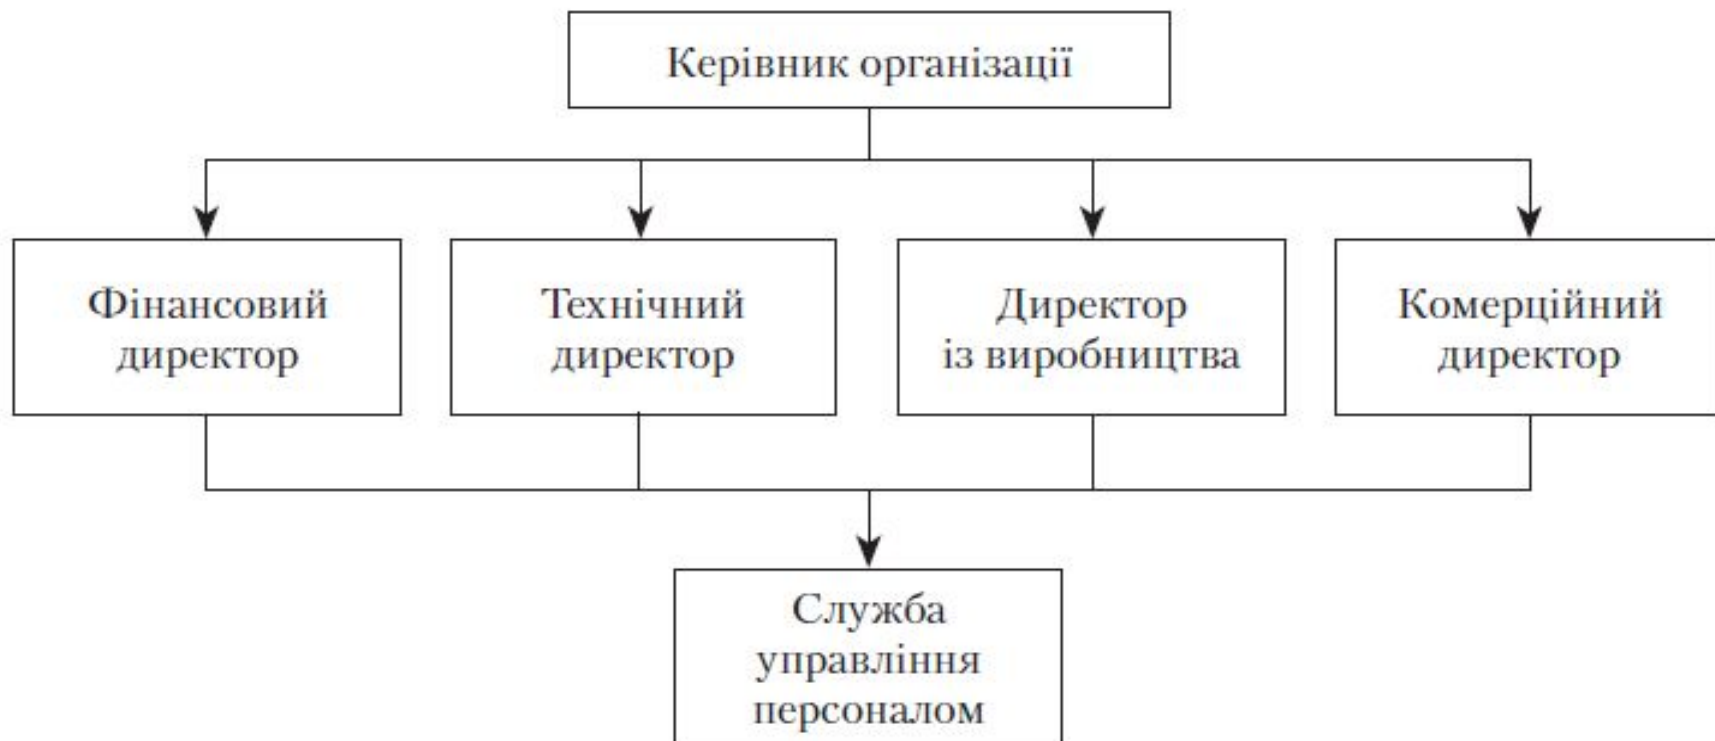 Керівник організації
Фінансовий
директор
Технічний
директор
Директор
із виробництва
Комерційний
директор
Служба
управління
персоналом